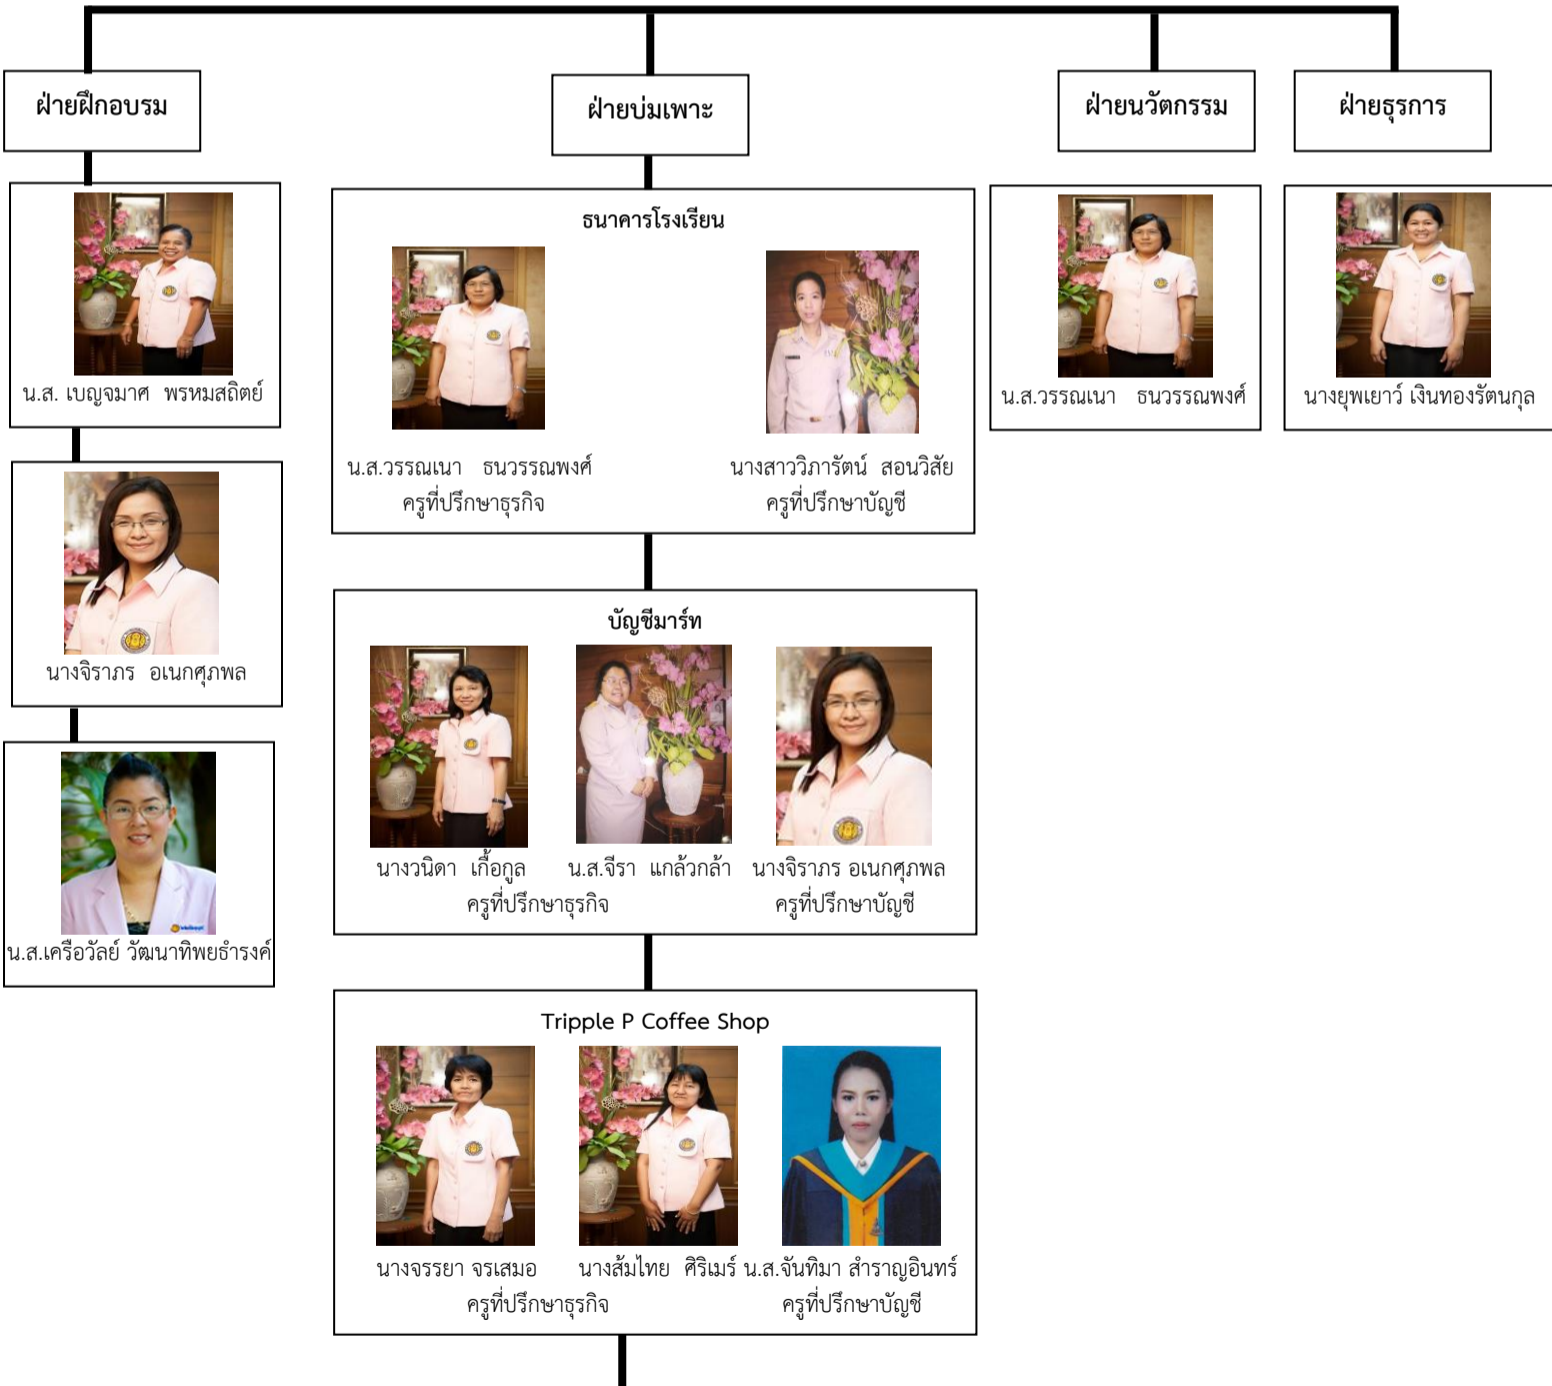 ฝ่ายฝึกอบรม
ฝ่ายบ่มเพาะ
ฝ่ายนวัตกรรม
ฝ่ายธุรการ
น.ส. เบญจมาศ พรหมสถิตย์
นางจิราภร อเนกศุภพล
น.ส.เครือวัลย์ วัฒนาทิพยธำรงค์
ธนาคารโรงเรียน
น.ส.วรรณเนา ธนวรรณพงศ์
นางสาววิภารัตน์ สอนวิสัย
ครูที่ปรึกษาธุรกิจ
ครูที่ปรึกษาบัญชี
บัญชีมาร์ท
นางวนิดา เกื้อกูล
น.ส.จีรา แกล้วกล้า
นางจิราภร อเนกศุภพล
ครูที่ปรึกษาธุรกิจ
ครูที่ปรึกษาบัญชี
Tripple P Coffee Shop
นางจรรยา จรเสมอ
นางส้มไทย ศิริเมร์
น.ส.จันทิมา สำราญอินทร์
ครูที่ปรึกษาธุรกิจ
ครูที่ปรึกษาบัญชี
น.ส.วรรณเนา ธนวรรณพงศ์
นางยุพเยาว์ เงินทองรัตนกุล